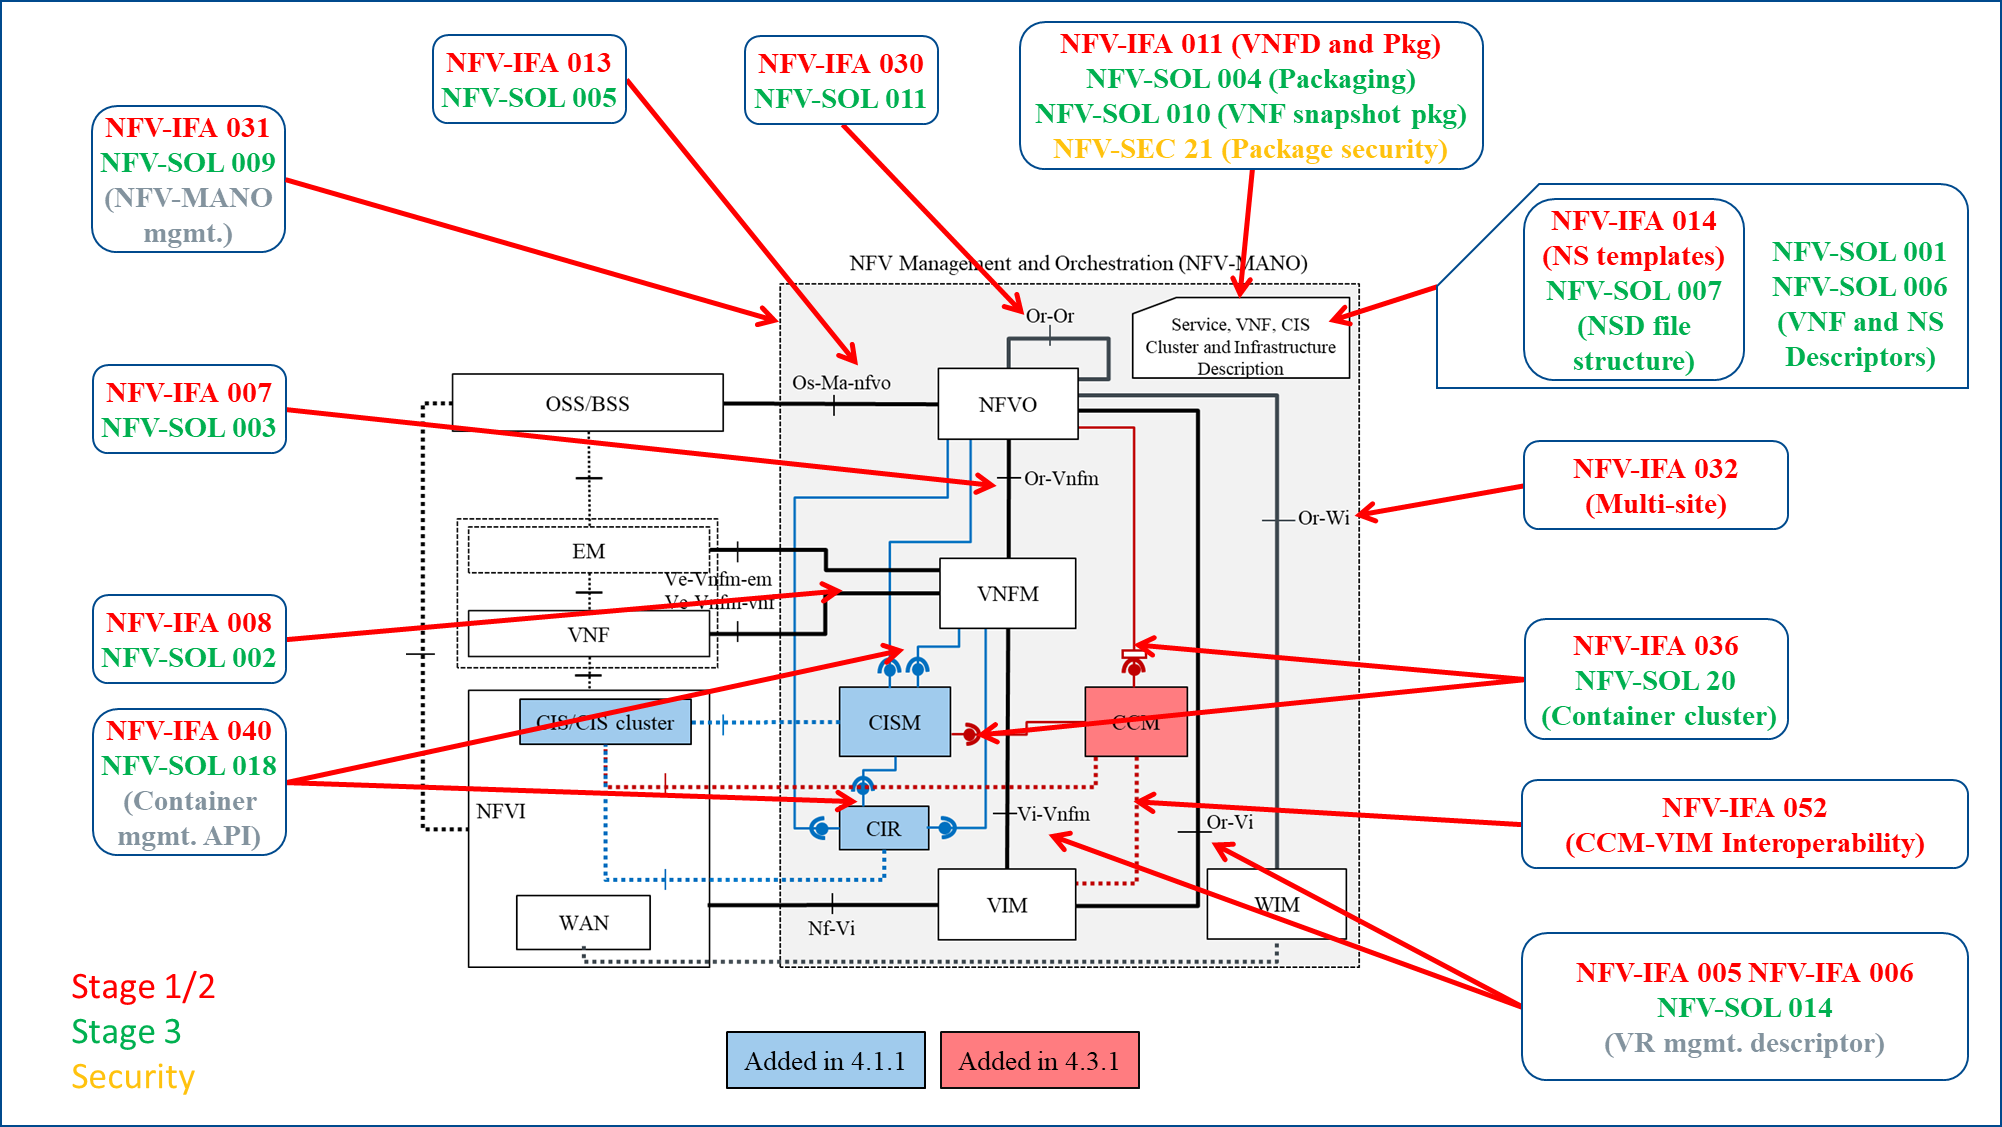 NFV-IFA 013
NFV-SOL 005
NFV-IFA 030
NFV-SOL 011
NFV-IFA 011 (VNFD and Pkg)
NFV-SOL 004 (Packaging)
NFV-SOL 010 (VNF snapshot pkg)
NFV-SEC 21 (Package security)
NFV-IFA 031
NFV-SOL 009
(NFV-MANO
mgmt.)
NFV-IFA 014
(NS templates)
NFV-SOL 007
(NSD file
structure)
NFV-SOL 001
NFV-SOL 006
(VNF and NS
Descriptors)
NFV Management and Orchestration (NFV-MANO)
Or-Or
Service, VNF, CIS
Cluster and Infrastructure
Description
NFV-IFA 007
NFV-SOL 003
OSS/BSS
Os-Ma-nfvo
NFVO
Or-Vnfm
NFV-IFA 032
(Multi-site)
Or-Wi
EM
Ve-Vnfm-em
Ve-Vnfm-vnf
VNFM
VNF
NFV-IFA 008
NFV-SOL 002
NFV-IFA 036
NFV-SOL 20
(Container cluster)
NFV-IFA 040
NFV-SOL 018
(Container
mgmt. API)
CIS/CIS cluster
CISM
CCM
NFVI
CIR
Vi-Vnfm
Or-Vi
NFV-IFA 052
(CCM-VIM Interoperability)
WAN
Nf-Vi
VIM
WIM
NFV-IFA 005 NFV-IFA 006
NFV-SOL 014
(VR mgmt. descriptor)
Stage 1/2
Stage 3
Security
Added in 4.1.1
Added in 4.3.1